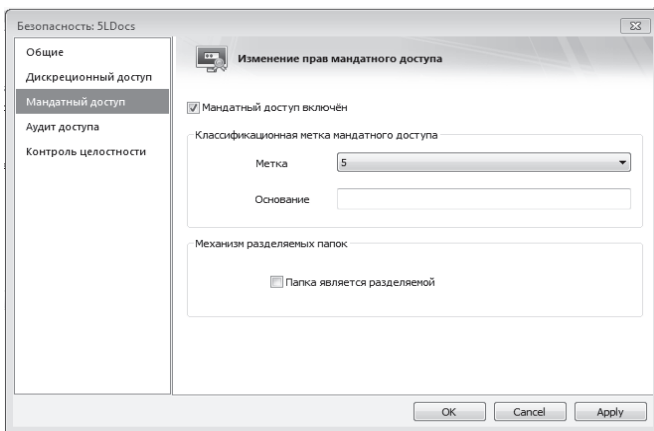 Безопасность: 5LDocs
Общие
Дискреционный доступ
Мандатный доступ
Аудит доступа
Контроль целостности
Изменение прав мандатного доступа
Мандатный доступ включён
Классификационная метка мандатного доступа
Метка
5
Основание
Механизм разделяемых папок
Папка является разделяемой
OK
Cancel
Apply